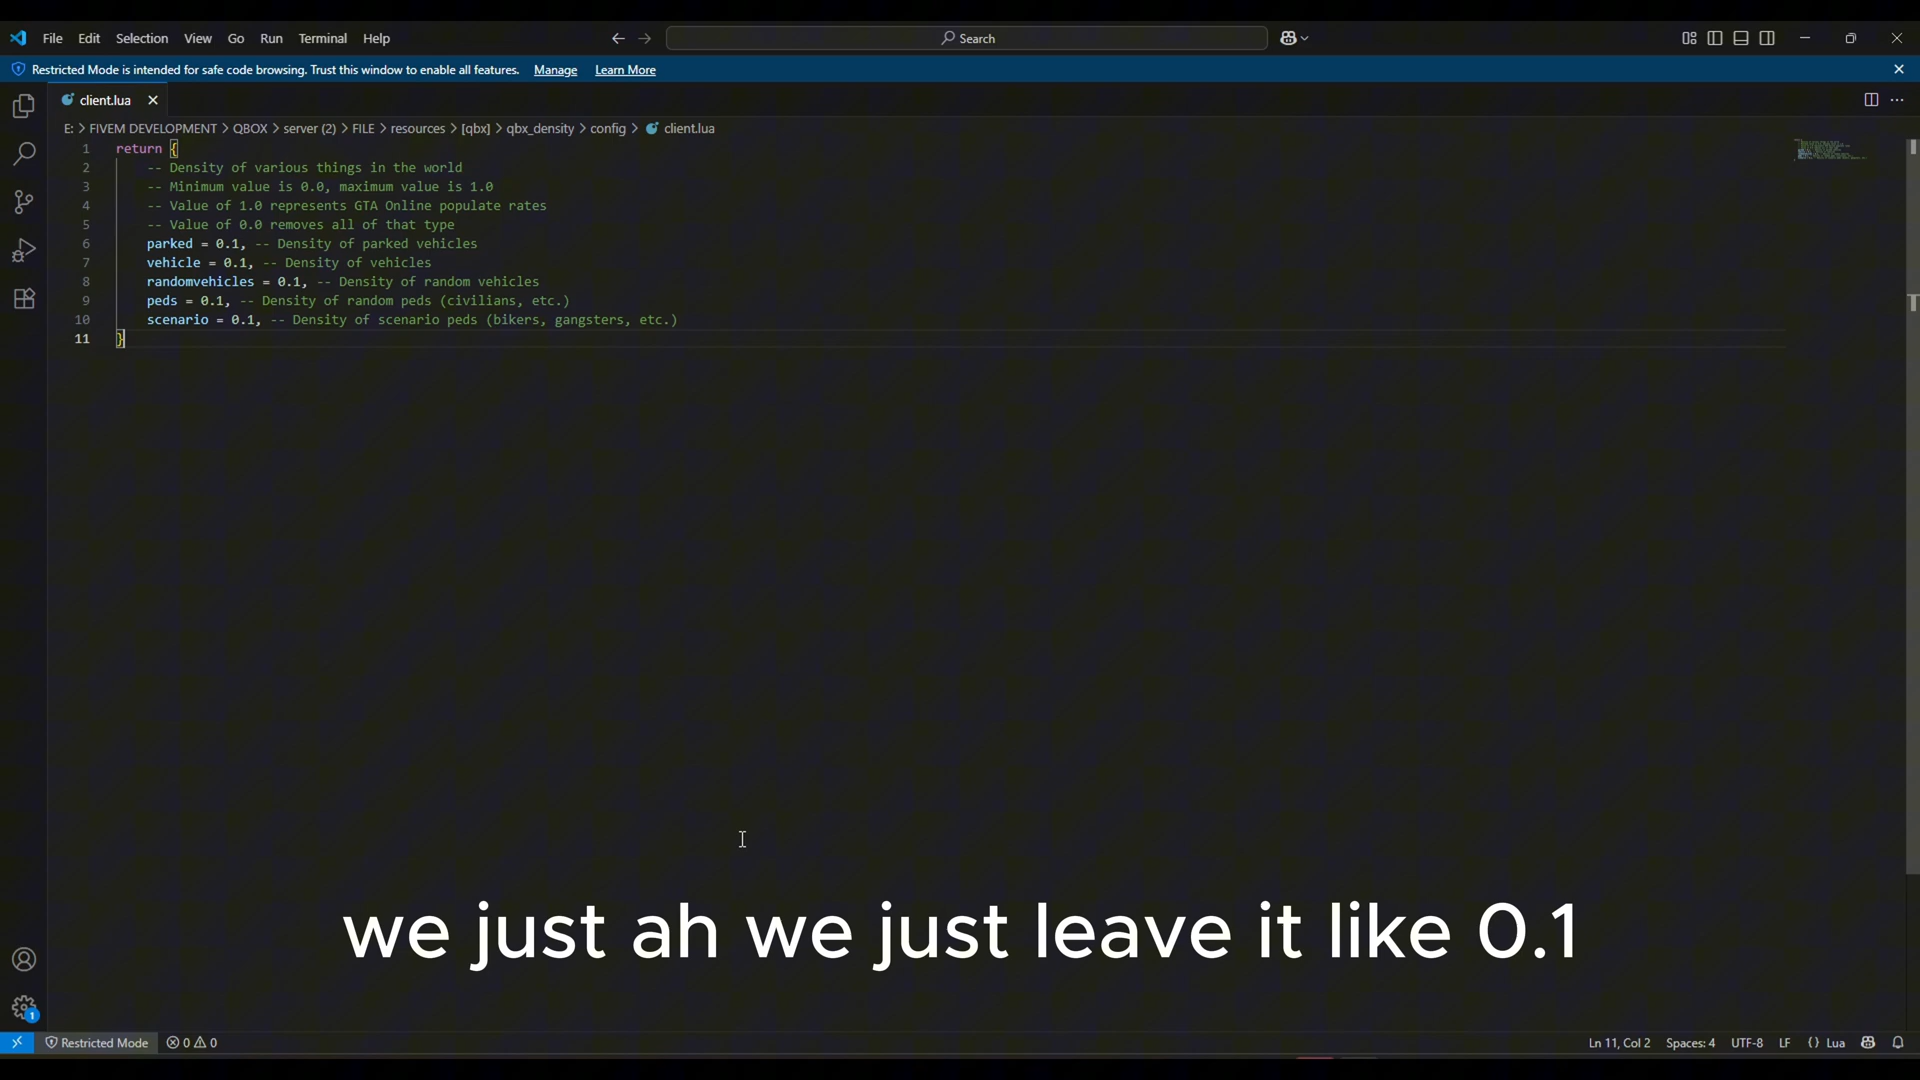 File Edit Selection View Go Run Terminal Help
Search
Restricted Mode is intended for safe code browsing. Trust this window to enable all features. Manage Learn More
client.lua
E: > FIVEM DEVELOPMENT > QBOX > server (2) > FILE > resources > [qbx] > qbx_density > config > client.lua
1 return {
2 -- Density of various things in the world
3 -- Minimum value is 0.0, maximum value is 1.0
4 -- Value of 1.0 represents GTA Online populate rates
5 -- Value of 0.0 removes all of that type
6 parked = 0.1, -- Density of parked vehicles
7 vehicle = 0.1, -- Density of vehicles
8 randomvehicles = 0.1, -- Density of random vehicles
9 peds = 0.1, -- Density of random peds (civilians, etc.)
10 scenario = 0.1, -- Density of scenario peds (bikers, gangsters, etc.)
11 }
we just ah we just leave it like 0.1
1
Restricted Mode 0 0 Ln 11, Col 2 Spaces: 4 UTF-8 LF {} Lua